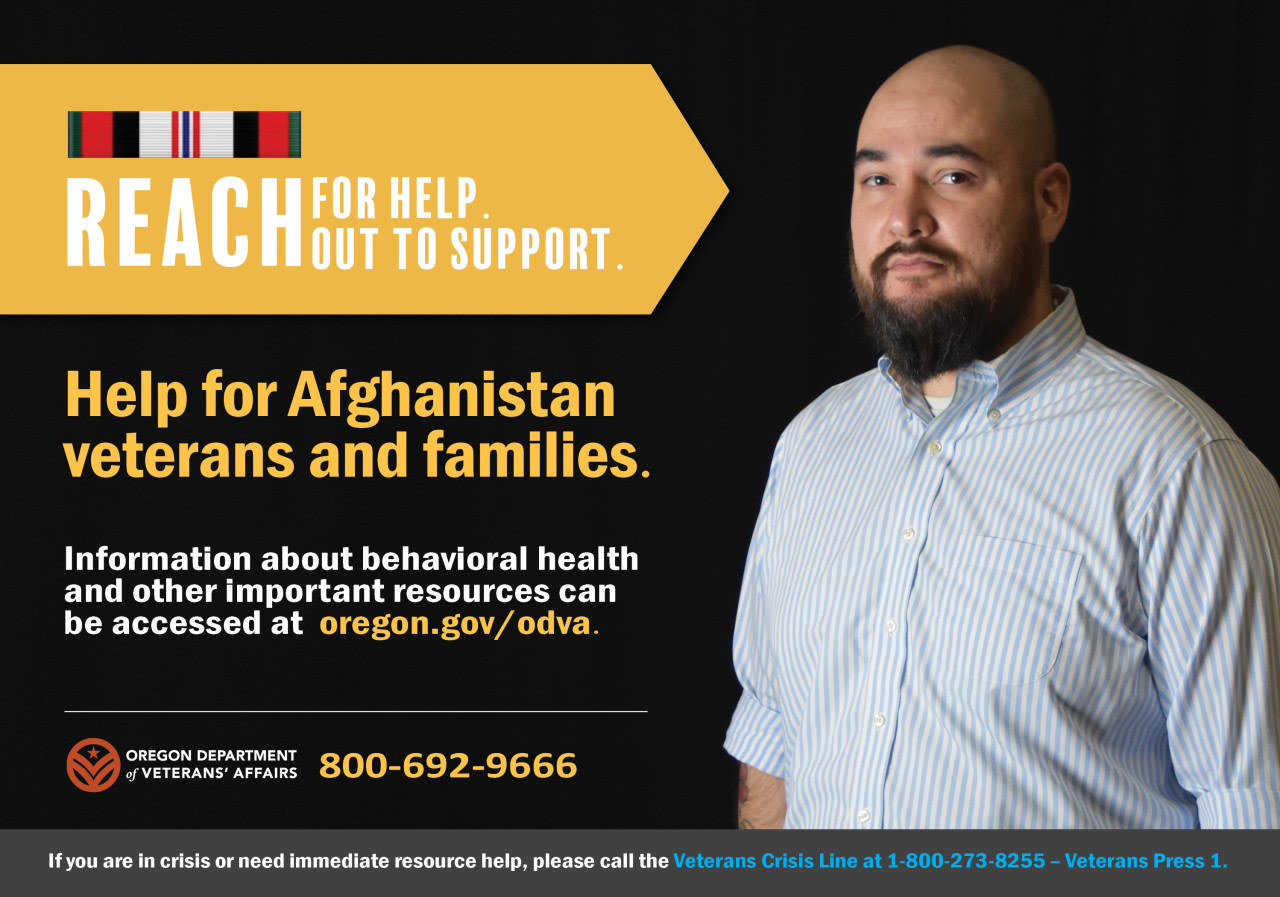 REACH FOR HELP.
OUT TO SUPPORT.
Help for Afghanistan
veterans and families.
Information about behavioral health
and other important resources can
be accessed at oregon.gov/odva.
OREGON DEPARTMENT
of VETERANS' AFFAIRS
800-692-9666
If you are in crisis or need immediate resource help, please call the Veterans Crisis Line at 1-800-273-8255 – Veterans Press 1.